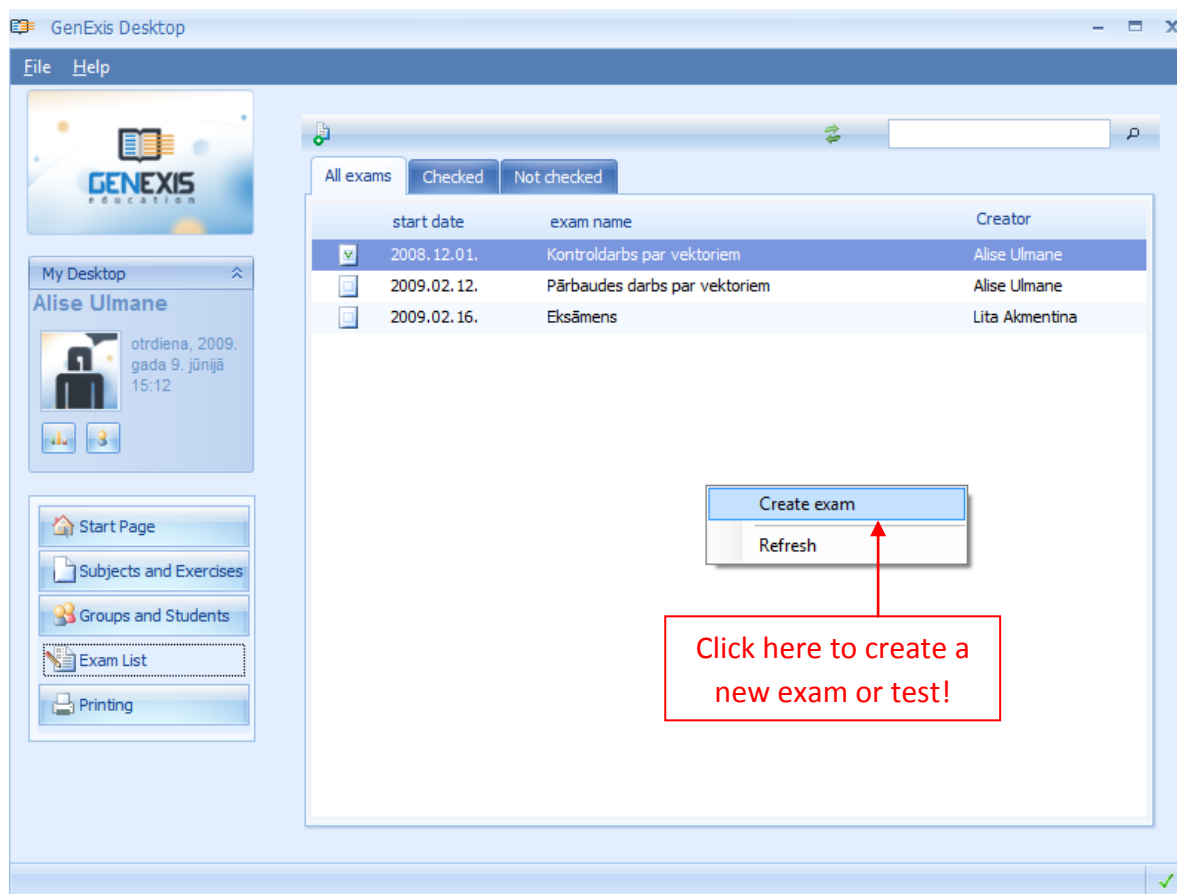 GenExis Desktop
File Help
GENEXIS
education
All exams Checked Not checked
start date exam name Creator
2008.12.01. Kontroldarbs par vektoriem Alise Ulmane
2009.02.12. Pārbaudes darbs par vektoriem Alise Ulmane
2009.02.16. Eksāmens Lita Akmentina
My Desktop
Alise Ulmane
otrdiena, 2009.
gada 9. jūnijā
15:12
Start Page
Subjects and Exercises
Groups and Students
Exam List
Printing
Create exam
Refresh
Click here to create a
new exam or test!